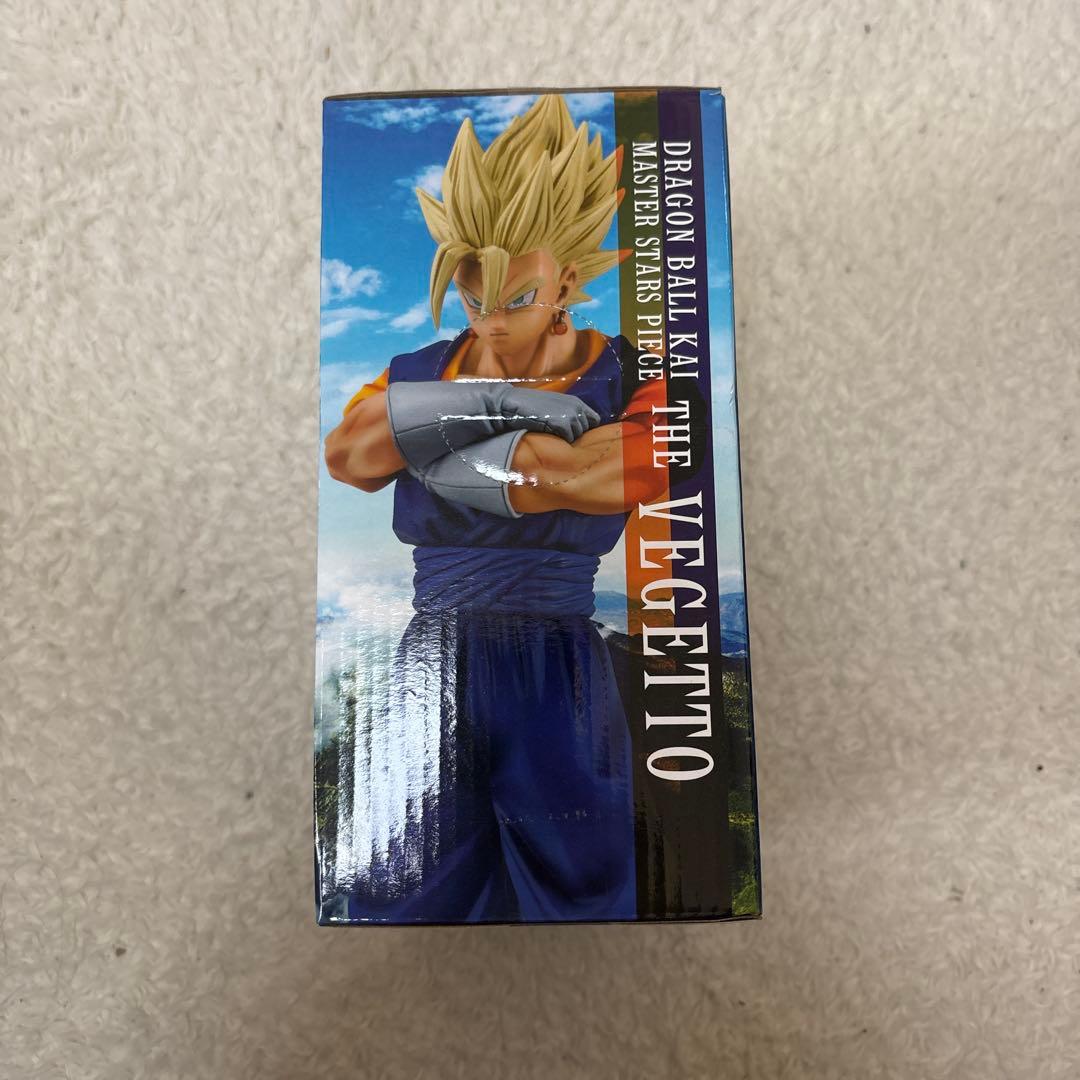 DRAGON BALL KAI
MASTER STARS PIECE
THE VEGETTO